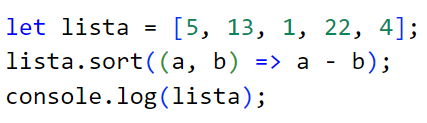 let lista = [5, 13, 1, 22, 4];
lista.sort((a, b) => a - b);
console.log(lista);